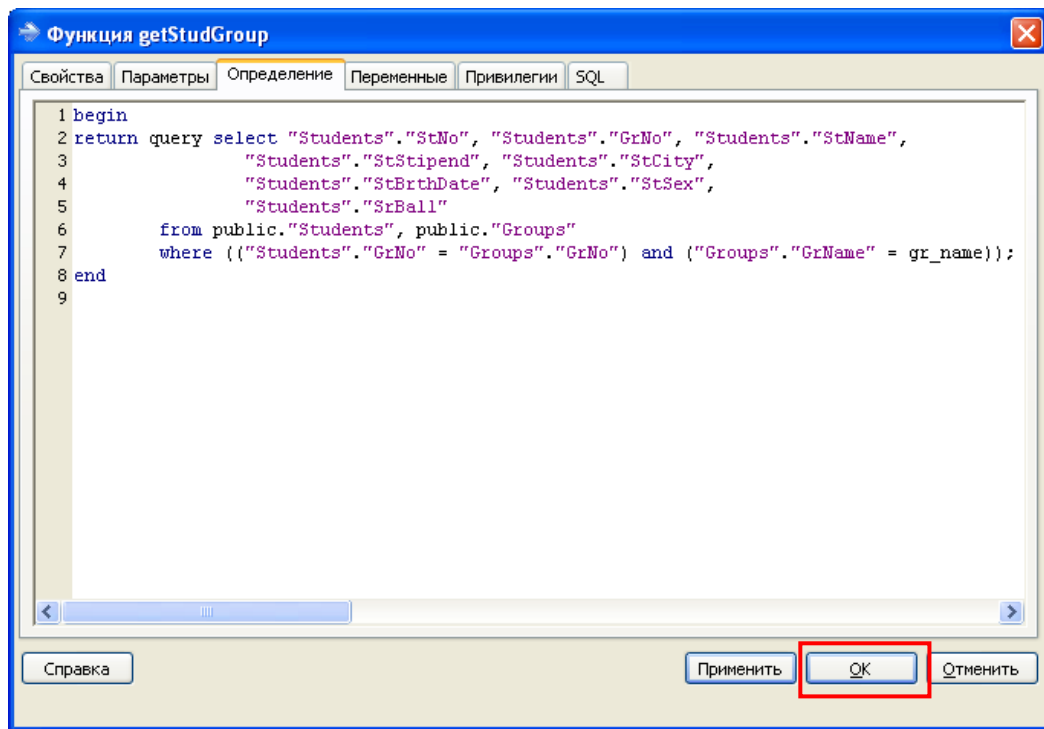 Функция getStudGroup
Свойства Параметры Определение Переменные Привилегии SQL
1 begin
2 return query select "Students"."StNo", "Students"."GrNo", "Students"."StName",
3 "Students"."StStipend", "Students"."StCity",
4 "Students"."StBrthDate", "Students"."StSex",
5 "Students"."SrBall"
6 from public."Students", public."Groups"
7 where (("Students"."GrNo" = "Groups"."GrNo") and ("Groups"."GrName" = gr_name));
8 end
9
Справка Применить OK Отменить